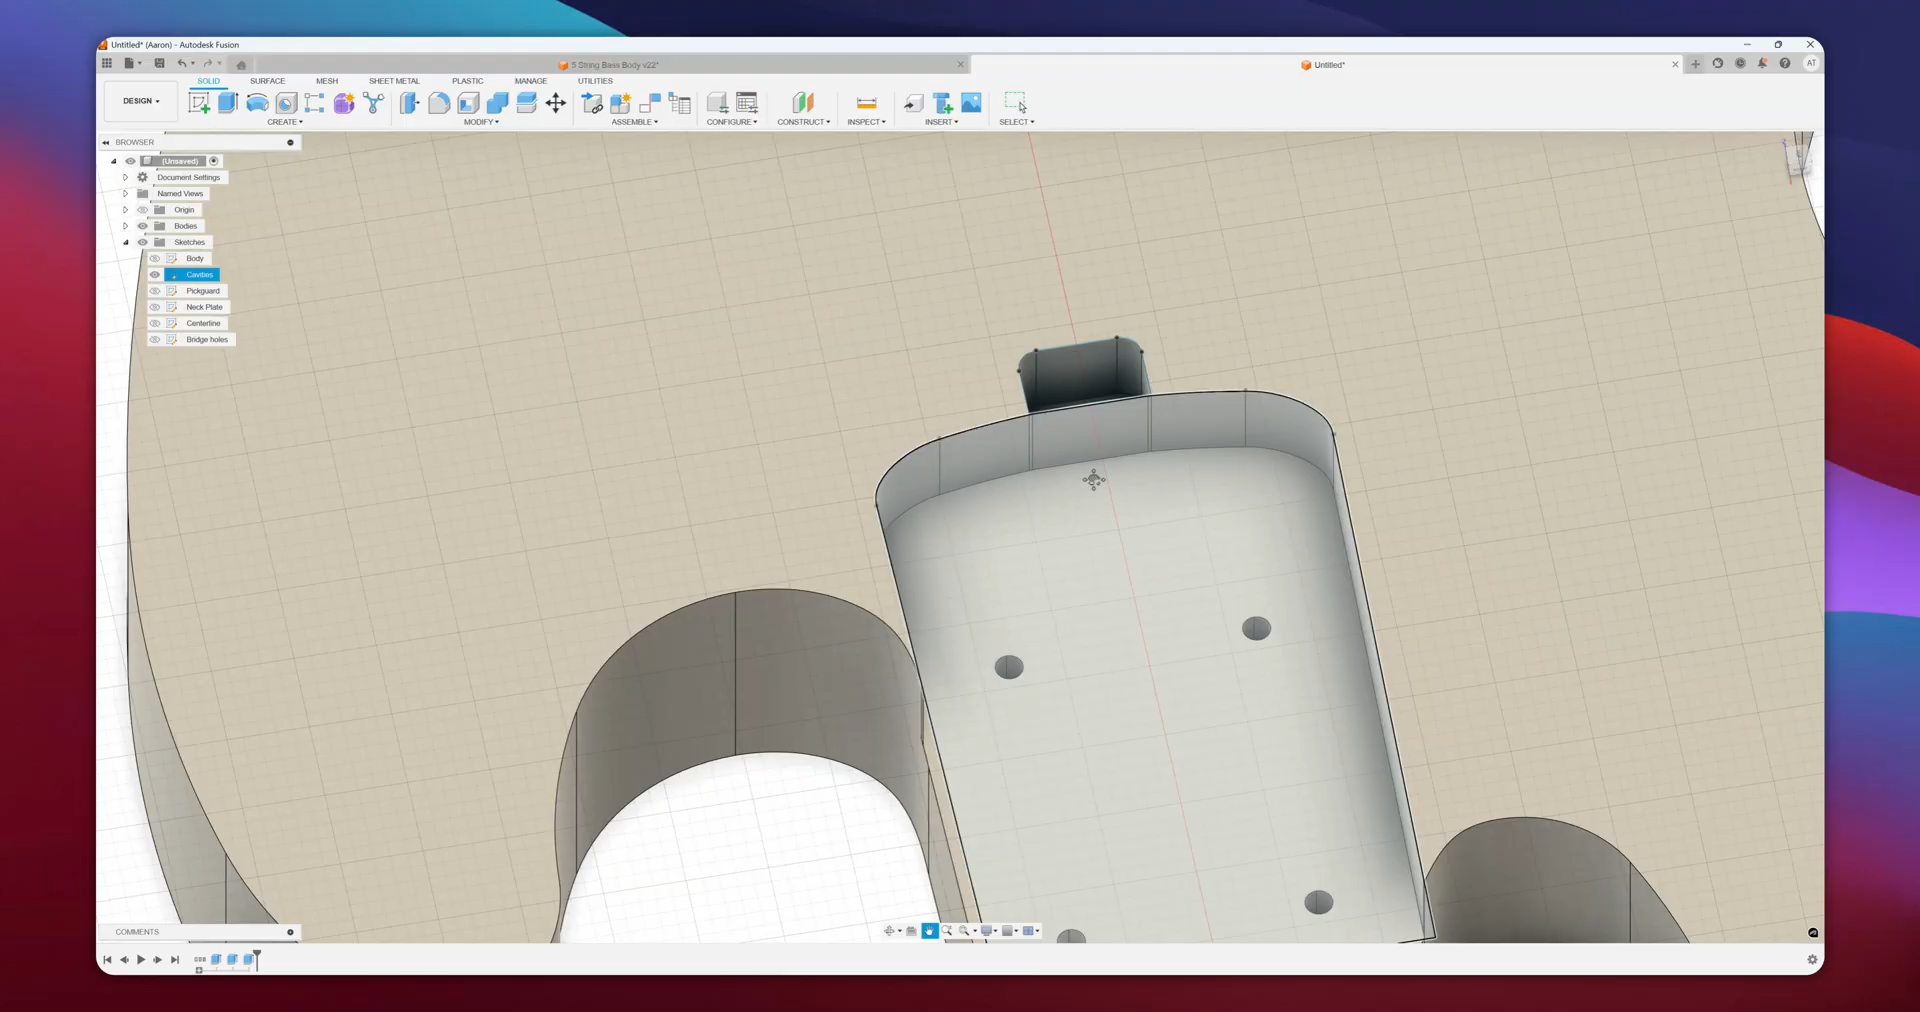 Untitled* (Aaron) - Autodesk Fusion
5 String Bass Body v22*
Untitled*
AT
DESIGN
SOLID SURFACE MESH SHEET METAL PLASTIC MANAGE UTILITIES
CREATE MODIFY ASSEMBLE CONFIGURE CONSTRUCT INSPECT INSERT SELECT
BROWSER
(Unsaved)
Document Settings
Named Views
Origin
Bodies
Sketches
Body
Cavities
Pickguard
Neck Plate
Centerline
Bridge holes
COMMENTS